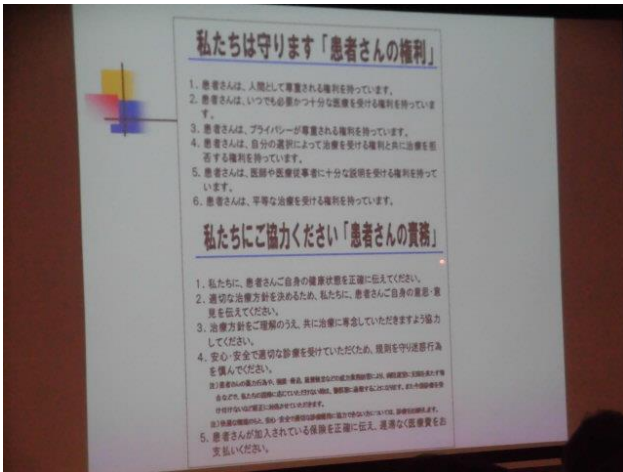 私たちは守ります「患者さんの権利」
1. 患者さんは、人間として尊重される権利を持っています。
2. 患者さんは、いつでも必要かつ十分な医療を受ける権利を持っていま
す。
3. 患者さんは、プライバシーが尊重される権利を持っています。
4. 患者さんは、自分の選択によって治療を受ける権利と共に治療を拒
否する権利を持っています。
5. 患者さんは、医師や医療従事者に十分な説明を受ける権利を持って
います。
6. 患者さんは、平等な治療を受ける権利を持っています。
私たちにご協力ください「患者さんの責務」
1. 私たちに、患者さんご自身の健康状態を正確に伝えてください。
2. 適切な治療方針を決めるため、私たちに、患者さんご自身の意思・意
見を伝えてください。
3. 治療方針をご理解のうえ、共に治療に専念していただきますよう協力
してください。
4. 安心・安全で適切な診療を受けていただくため、規則を守り迷惑行為
を慎んでください。
5. 患者さんが加入されている保険を正確に伝え、遅滞なく医療費をお
支払いください。